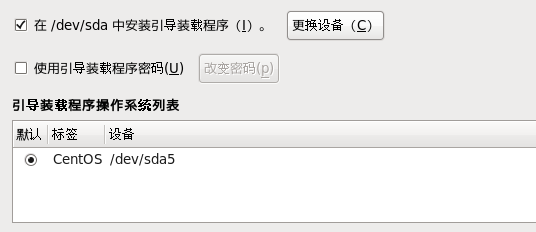 在 /dev/sda 中安装引导装载程序（I）。 更换设备（C）
使用引导装载程序密码(U) 改变密码(p)
引导装载程序操作系统列表
默认 标签 设备
CentOS /dev/sda5